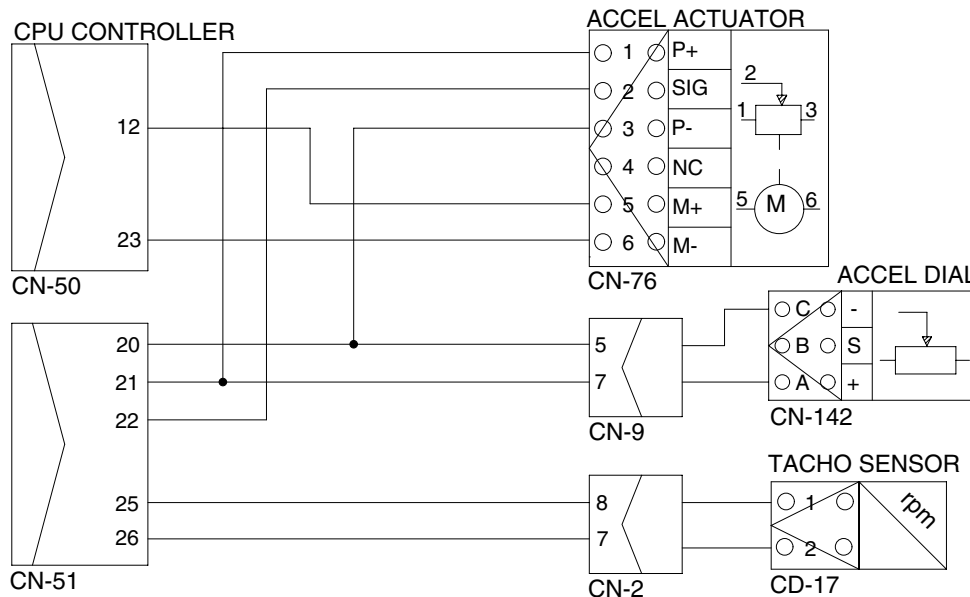 CPU CONTROLLER
12
23
CN-50
20
21
22
25
26
CN-51
ACCEL ACTUATOR
1 P+
2 SIG
3 P-
4 NC
5 M+
6 M-
2
1 3
5 M 6
CN-76
5
7
CN-9
ACCEL DIAL
C -
B S
A +
CN-142
8
7
CN-2
TACHO SENSOR
1
2
rpm
CD-17